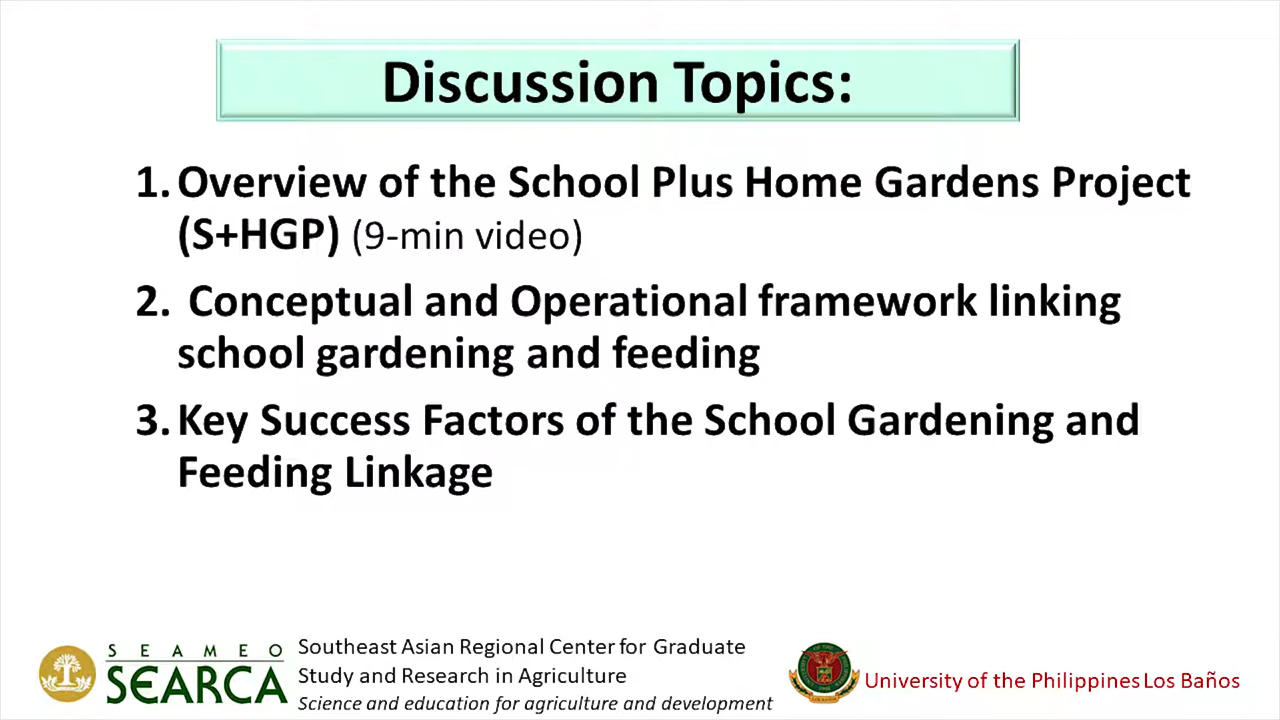 Discussion Topics:
1. Overview of the School Plus Home Gardens Project
(S+HGP) (9-min video)
2. Conceptual and Operational framework linking
school gardening and feeding
3. Key Success Factors of the School Gardening and
Feeding Linkage
SEAMEO
SEARCA
Southeast Asian Regional Center for Graduate
Study and Research in Agriculture
Science and education for agriculture and development
University of the Philippines Los Baños